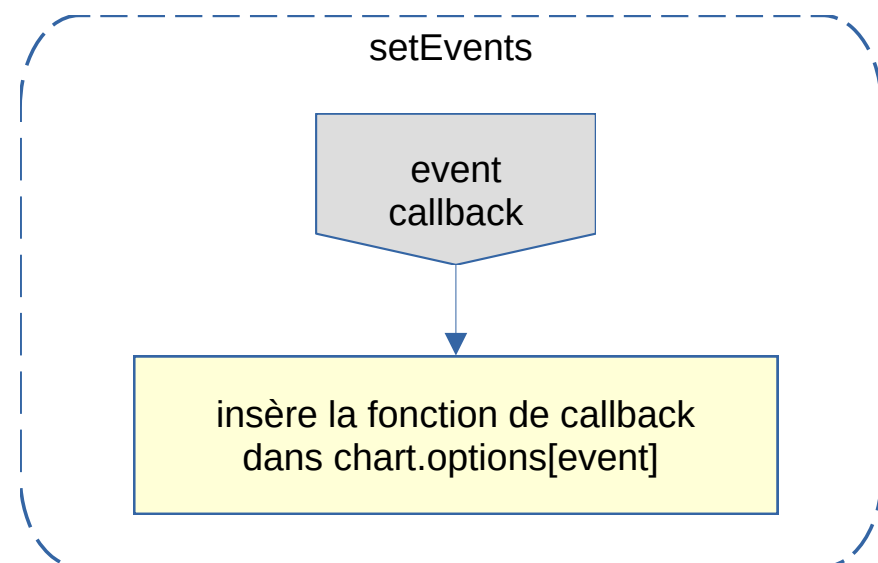 setEvents
event
callback
insère la fonction de callback
dans chart.options[event]